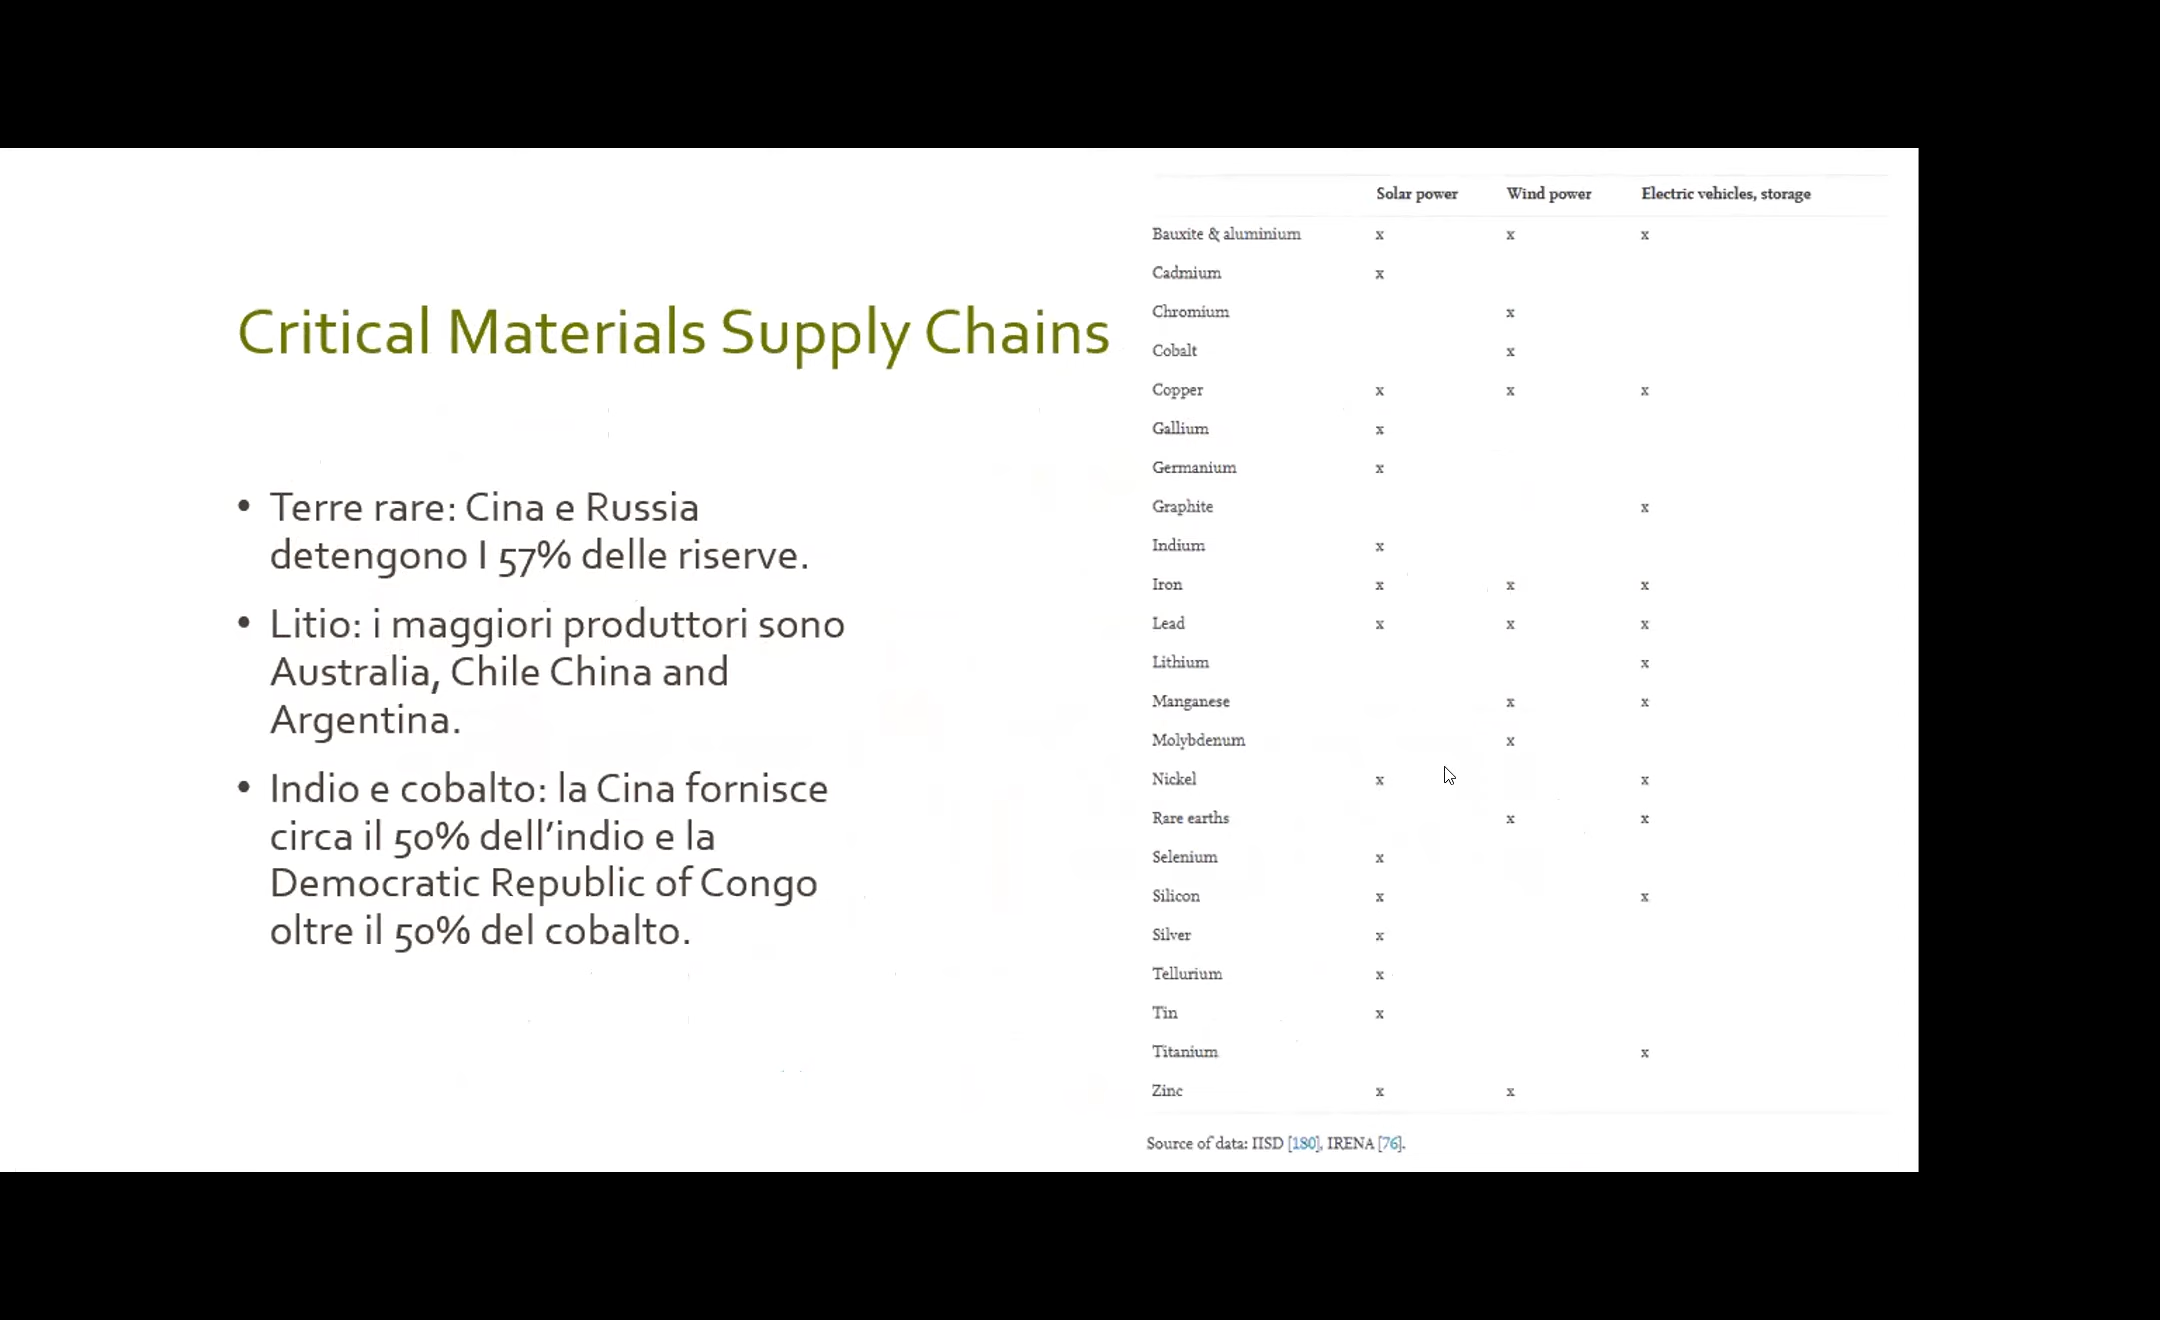 Critical Materials Supply Chains
• Terre rare: Cina e Russia
detengono I 57% delle riserve.
• Litio: i maggiori produttori sono
Australia, Chile China and
Argentina.
• Indio e cobalto: la Cina fornisce
circa il 50% dell’indio e la
Democratic Republic of Congo
oltre il 50% del cobalto.
Solar power Wind power Electric vehicles, storage
Bauxite & aluminium x x x
Cadmium x
Chromium x
Cobalt x
Copper x x x
Gallium x
Germanium x
Graphite x
Indium x
Iron x x x
Lead x x x
Lithium x
Manganese x x
Molybdenum x
Nickel x x
Rare earths x x
Selenium x
Silicon x x
Silver x
Tellurium x
Tin x
Titanium x
Zinc x x
Source of data: IISD [180], IRENA [76].